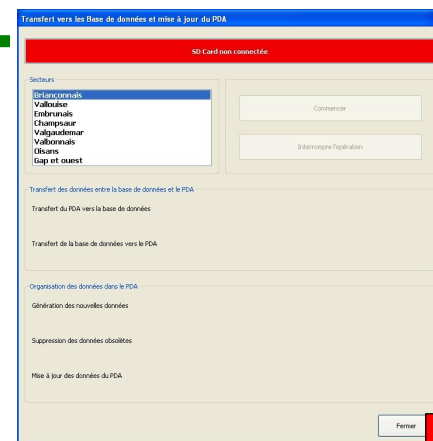 Transfert vers les Base de données et mise à jour du PDA
SD Card non connectée
Secteurs
Briançonnais
Vallouise
Embrunais
Champsaur
Valgaudemar
Valbonnais
Oisans
Gap et ouest
Commencer
Interrompre l'opération
Transfert des données entre la base de données et le PDA
Transfert du PDA vers la base de données
Transfert de la base de données vers le PDA
Organisation des données dans le PDA
Génération des nouvelles données
Suppression des données obsolètes
Mise à jour des données du PDA
Fermer